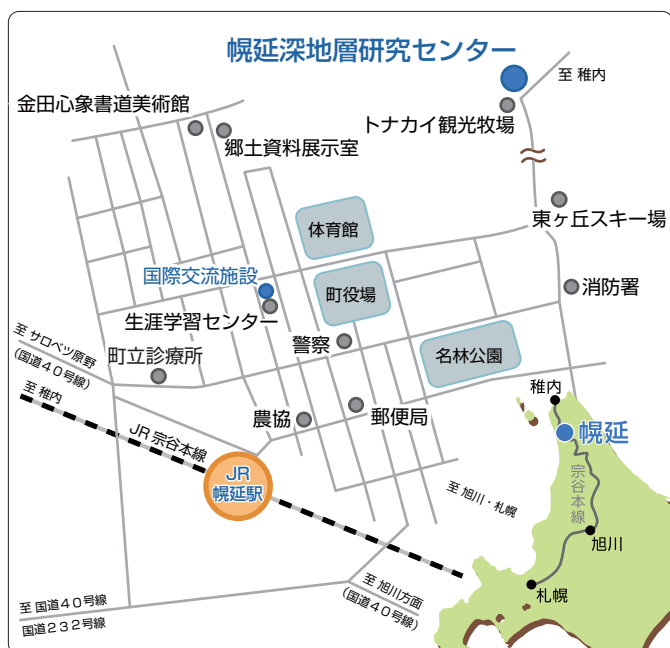 幌延深地層研究センター
至 稚内
金田心象書道美術館
トナカイ観光牧場
郷土資料展示室
東ヶ丘スキー場
体育館
国際交流施設
町役場
消防署
生涯学習センター
警察
至 サロベツ原野
(国道40号線)
町立診療所
名林公園
至 稚内
稚内
JR 宗谷本線
農協
郵便局
幌延
JR
幌延駅
宗谷本線
至 旭川・札幌
旭川
至 旭川方面
(国道40号線)
札幌
至 国道40号線
国道232号線